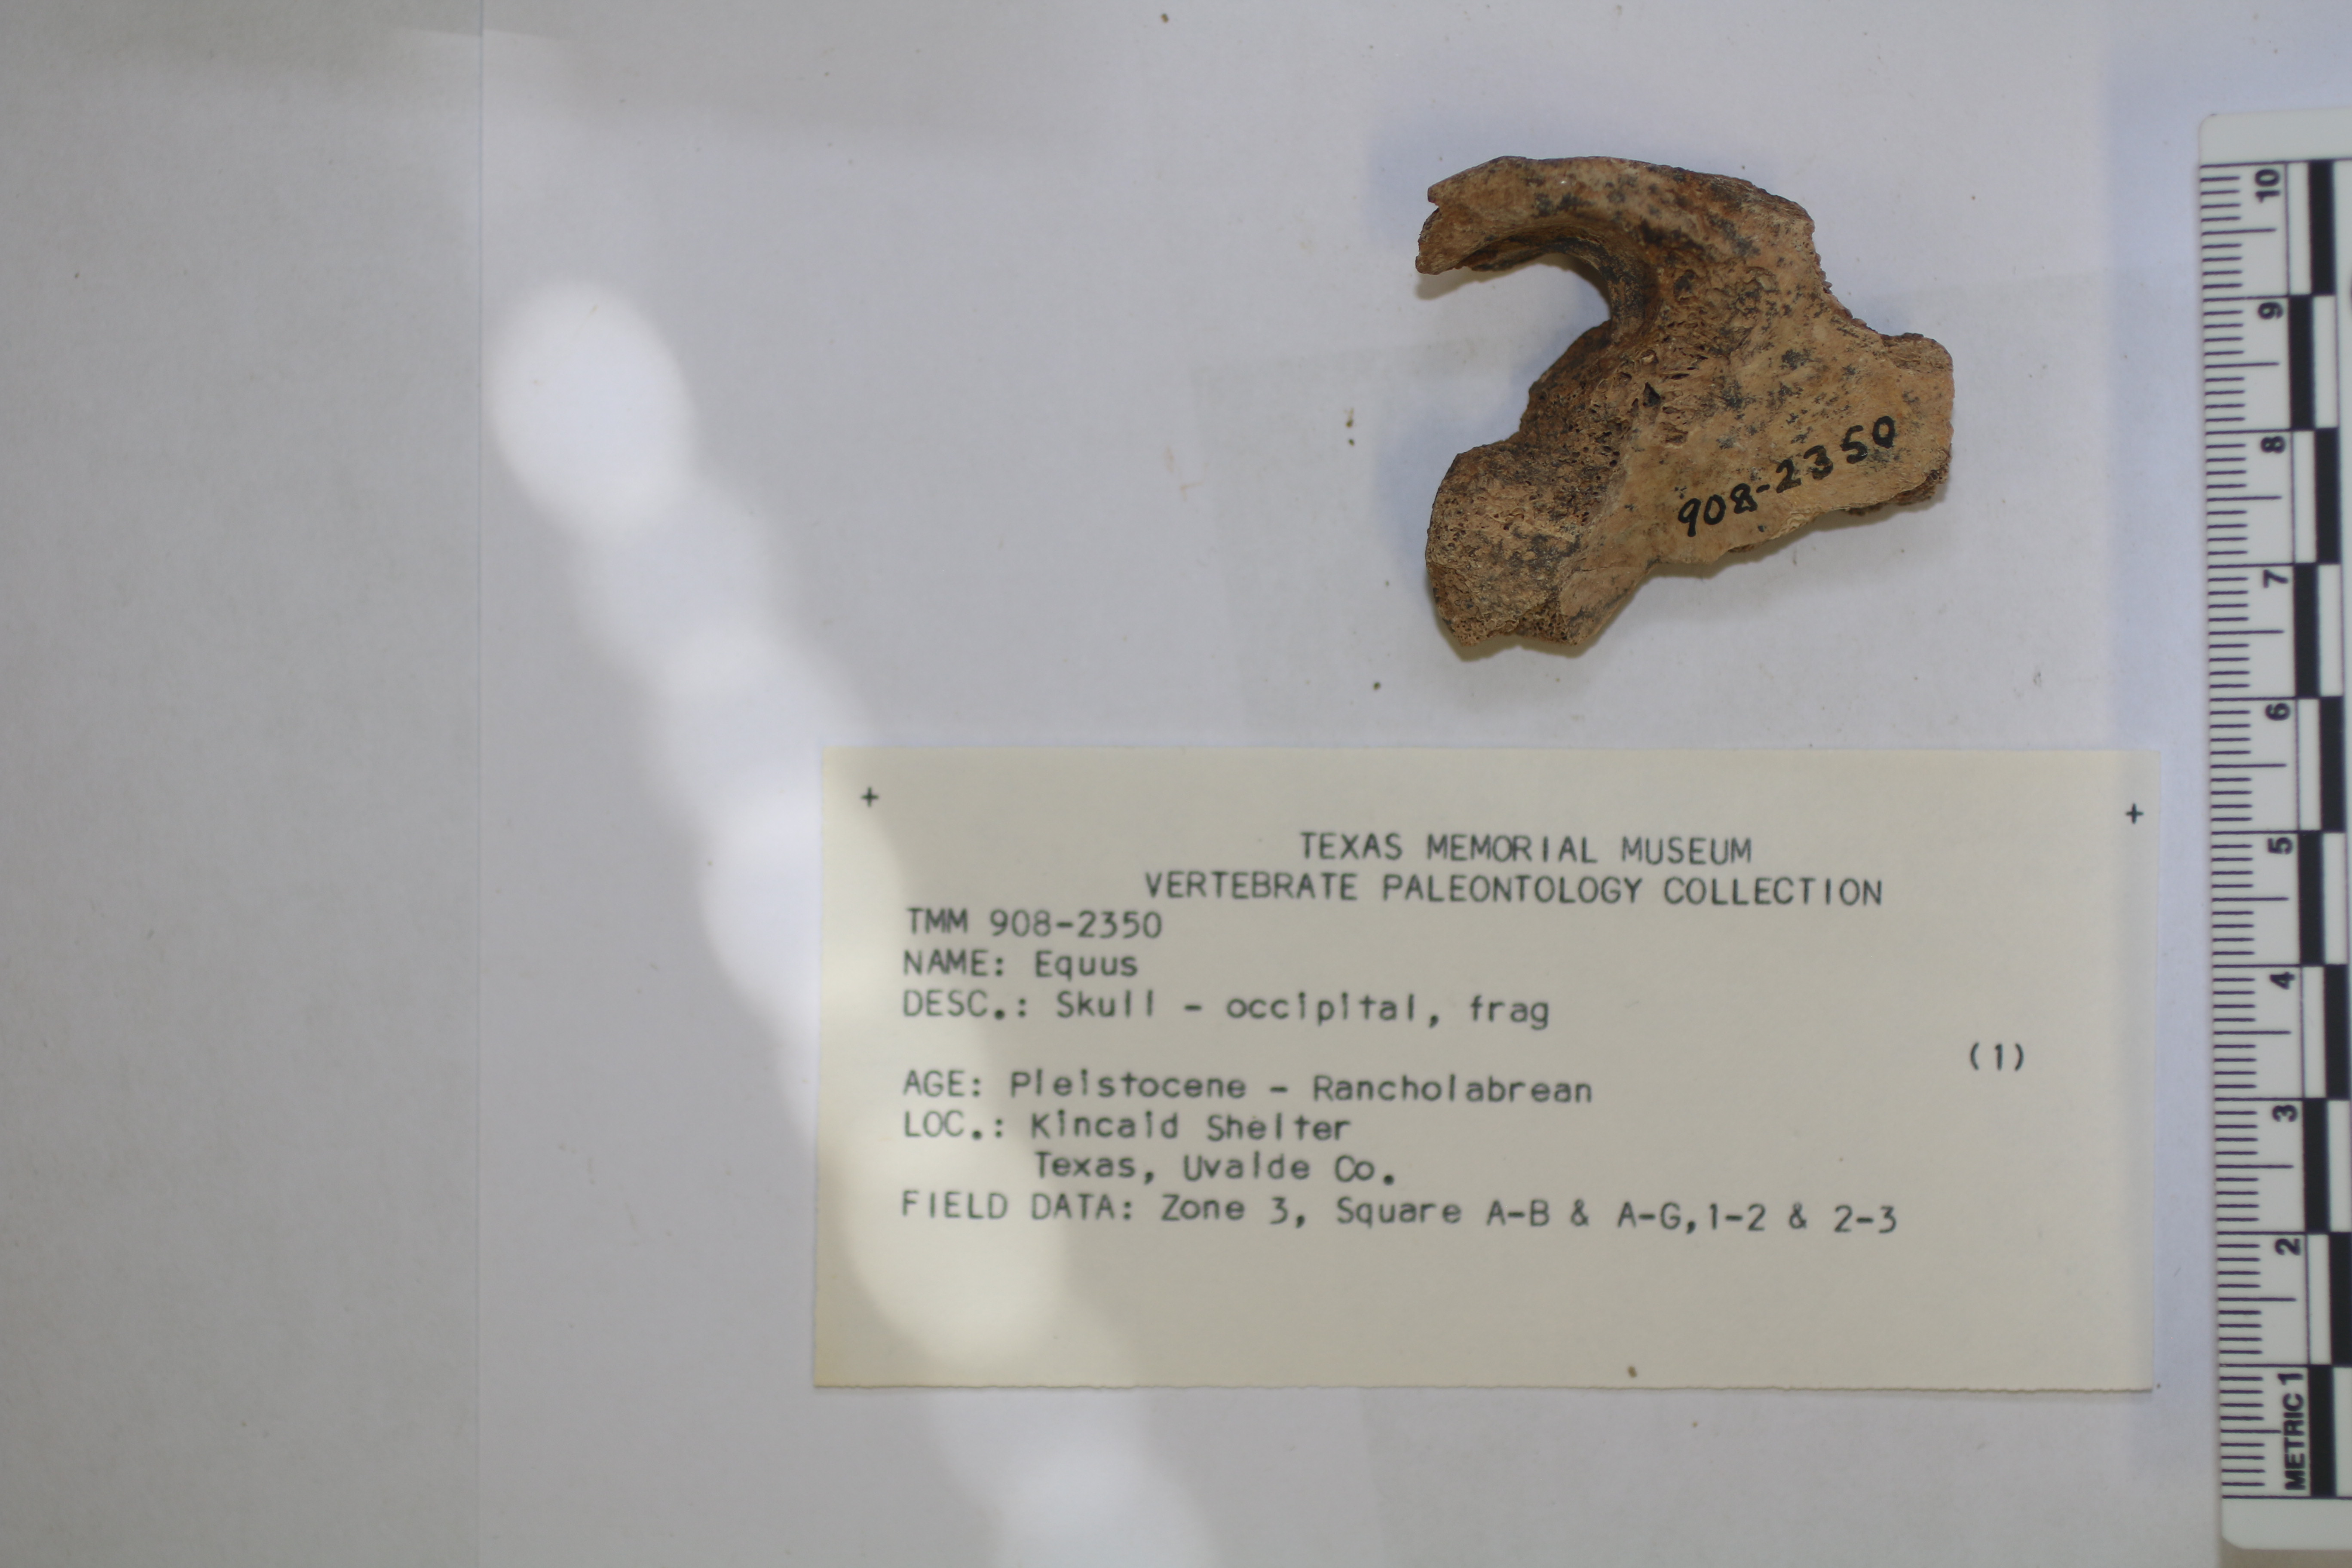 + +
TEXAS MEMORIAL MUSEUM
VERTEBRATE PALEONTOLOGY COLLECTION
TMM 908-2350
NAME: Equus
DESC.: Skull - occipital, frag
(1)
AGE: Pleistocene - Rancholabrean
LOC.: Kincaid Shelter
Texas, Uvalde Co.
FIELD DATA: Zone 3, Square A-B & A-G,1-2 & 2-3
908-2350
METRIC 1 2 3 4 5 6 7 8 9 10